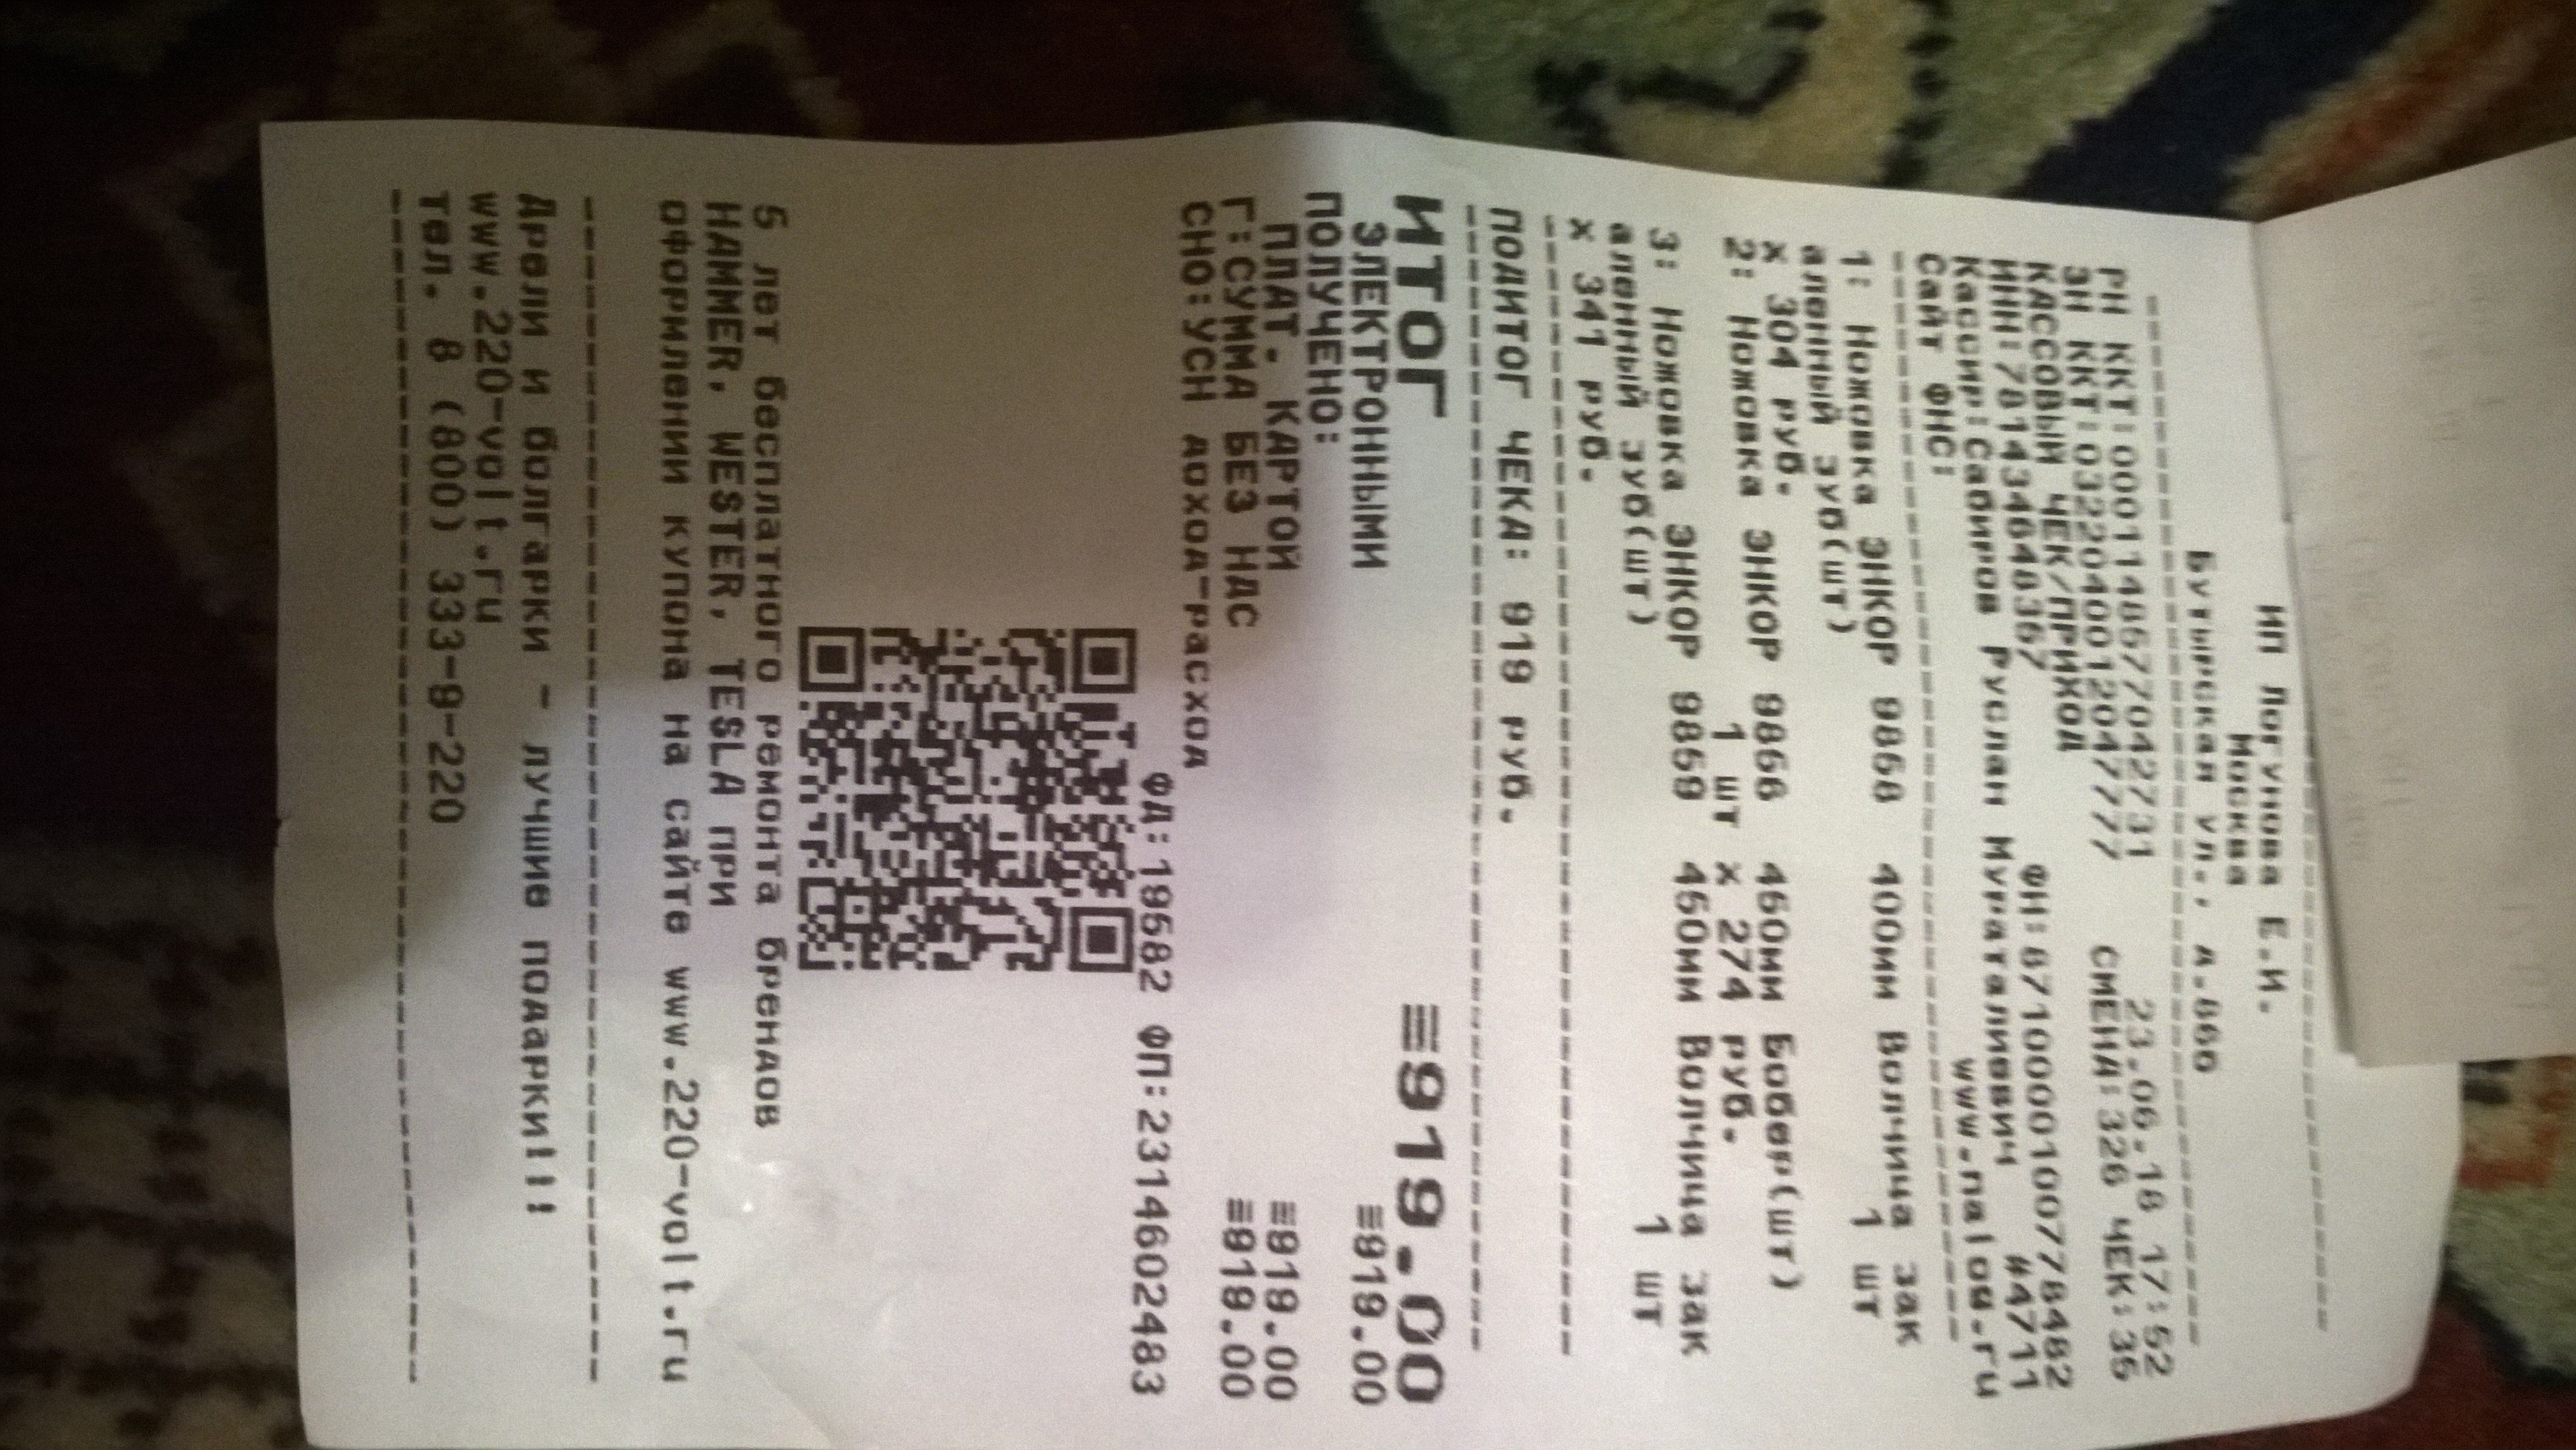 ИП Логунова Е.И.
Москва
Бутырская ул., д.86б
РН ККТ:0001148677042731 23.06.18 17:52
ЗН ККТ:0322040012047777 СМЕНА:326 ЧЕК:36
КАССОВЫЙ ЧЕК/ПРИХОД
ИНН:781434648367 ФН:8710000100778482
Кассир:Сабиров Руслан Мураталиевич #4711
Сайт ФНС: www.nalog.ru
1: Ножовка ЭНКОР 9868 400мм Волчица зак
аленный зуб(шт) 1 шт
х 304 руб.
2: Ножовка ЭНКОР 9866 450мм Бобер(шт)
1 шт х 274 руб.
3: Ножовка ЭНКОР 9869 450мм Волчица зак
аленный зуб(шт) 1 шт
х 341 руб.
ПОДИТОГ ЧЕКА: 919 руб.
ИТОГ ≡919.00
ЭЛЕКТРОННЫМИ ≡919.00
ПОЛУЧЕНО:
ПЛАТ. КАРТОЙ ≡919.00
Г:СУММА БЕЗ НДС ≡919.00
СНО:УСН доход-расход
ФД:19582 ФП:2314602483
5 лет бесплатного ремонта брендов
HAMMER, WESTER, TESLA ПРИ
оформлении купона на сайте www.220-volt.ru
Дрели и болгарки - лучшие подарки!!!
www.220-volt.ru
тел. 8 (800) 333-9-220